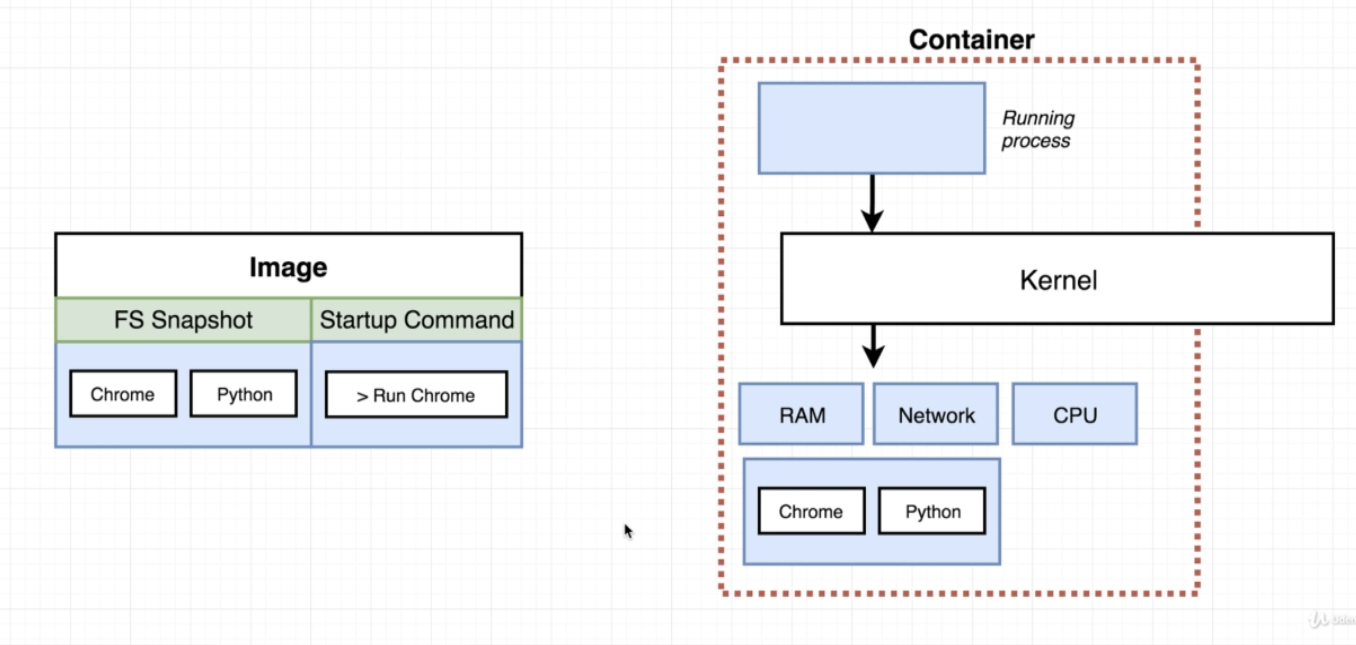 Container
Running
process
Image
Kernel
FS Snapshot
Startup Command
Chrome
Python
> Run Chrome
RAM
Network
CPU
Chrome
Python